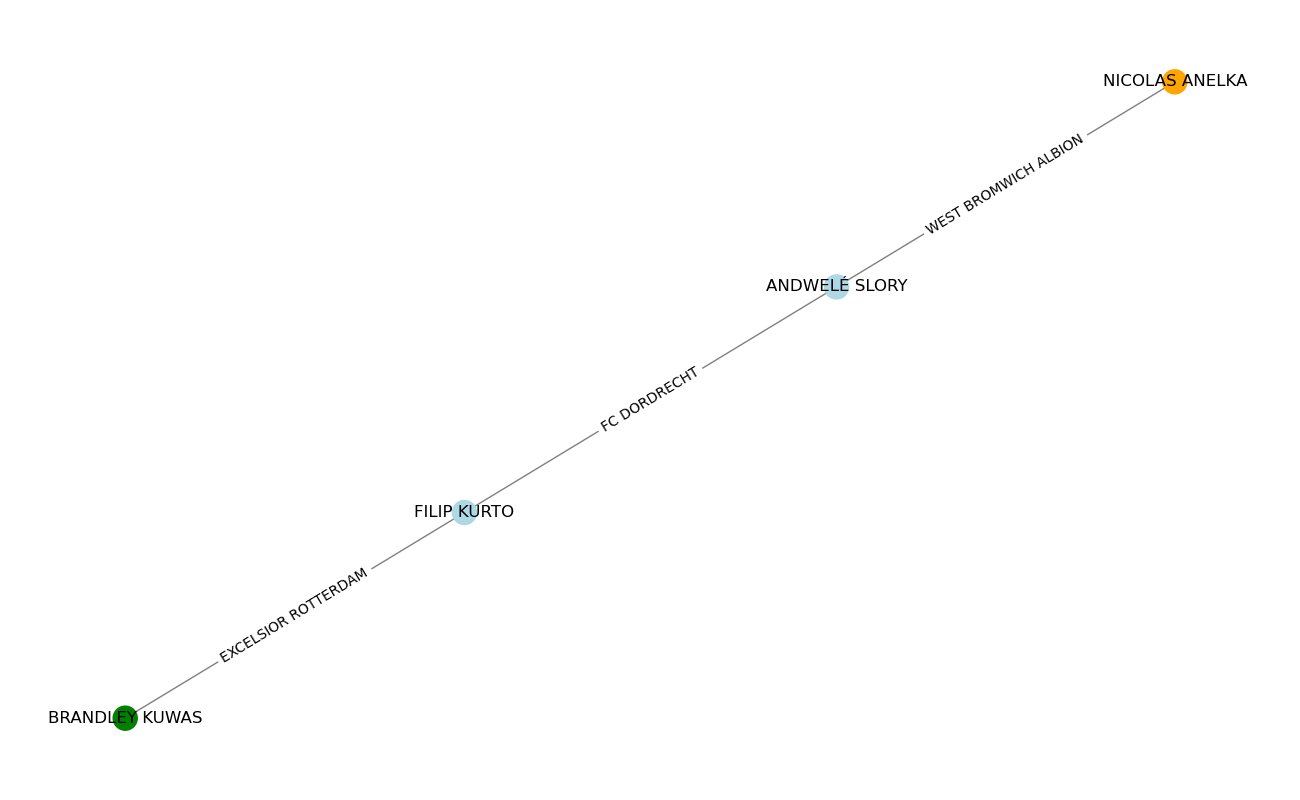 NICOLAS ANELKA
WEST BROMWICH ALBION
ANDWELÉ SLORY
FC DORDRECHT
FILIP KURTO
EXCELSIOR ROTTERDAM
BRANDLEY KUWAS